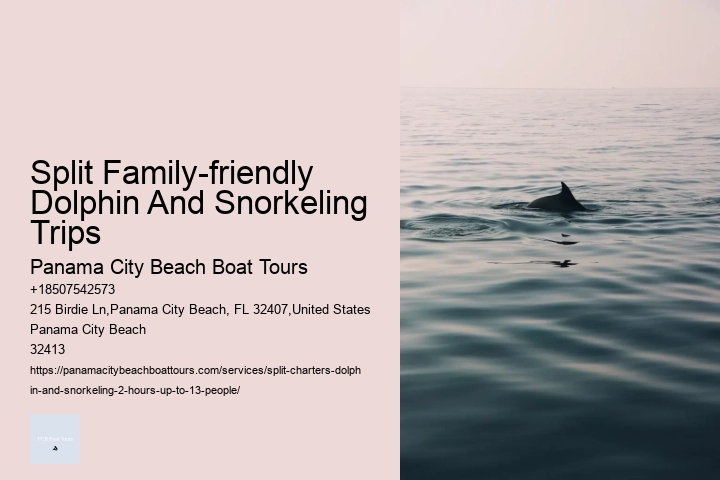 Split Family-friendly
Dolphin And Snorkeling
Trips
Panama City Beach Boat Tours
+18507542573
215 Birdie Ln,Panama City Beach, FL 32407,United States
Panama City Beach
32413
https://panamacitybeachboattours.com/services/split-charters-dolph
in-and-snorkeling-2-hours-up-to-13-people/